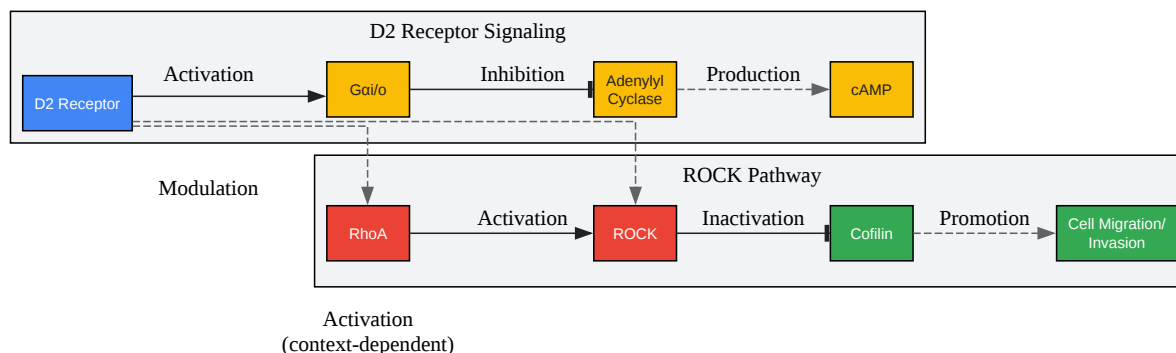 D2 Receptor Signaling
Activation
Inhibition
Production
D2 Receptor
Gαi/o
Adenylyl
Cyclase
cAMP
ROCK Pathway
Modulation
Activation
Inactivation
Promotion
RhoA
ROCK
Cofilin
Cell Migration/
Invasion
Activation
(context-dependent)